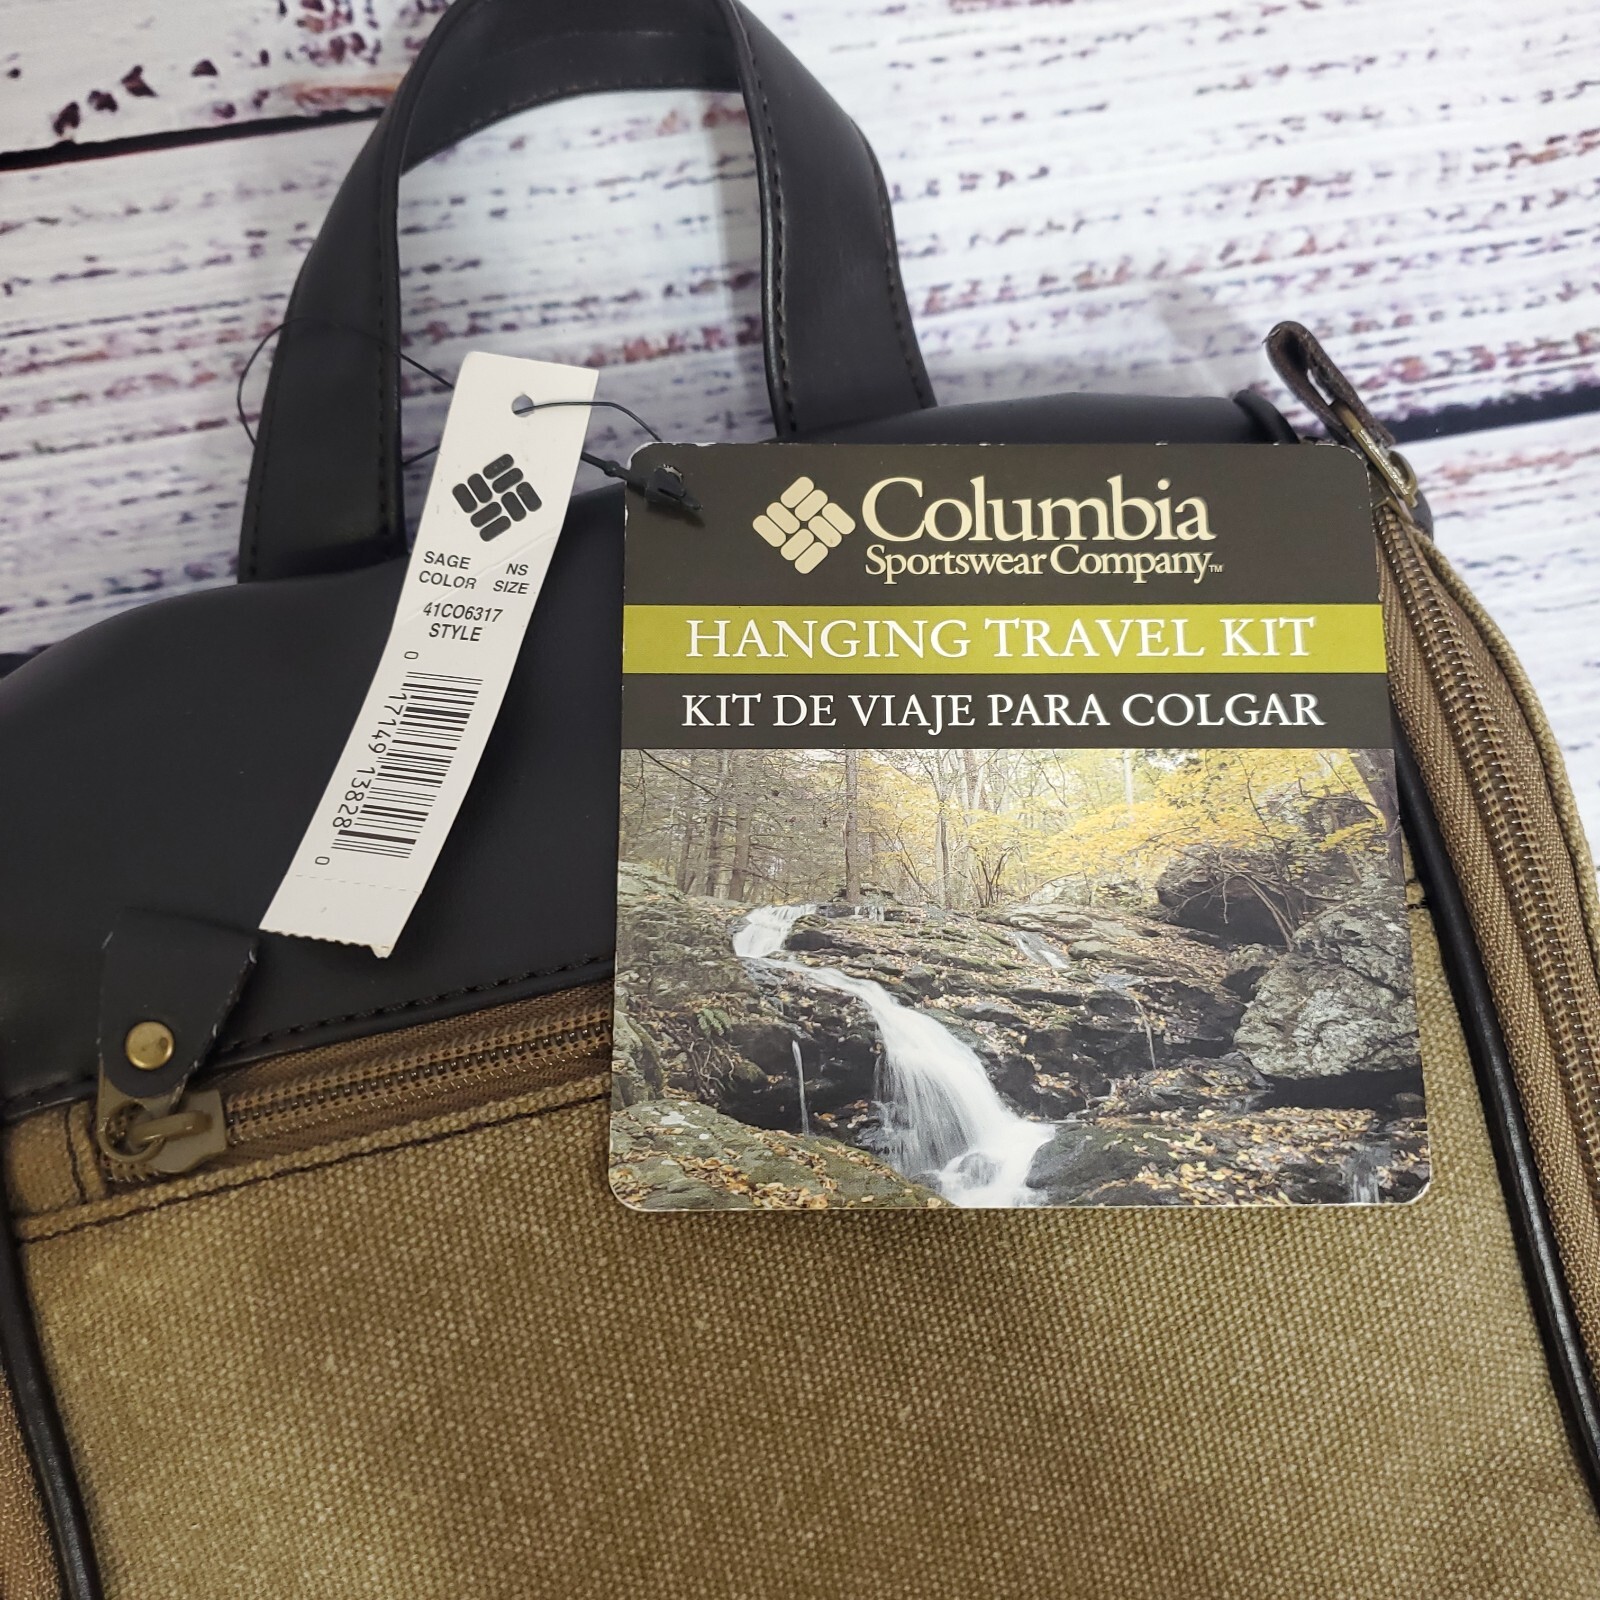 SAGE NS
COLOR SIZE
41CO6317
STYLE
0 17149 13828 0
Columbia
Sportswear Company™
HANGING TRAVEL KIT
KIT DE VIAJE PARA COLGAR